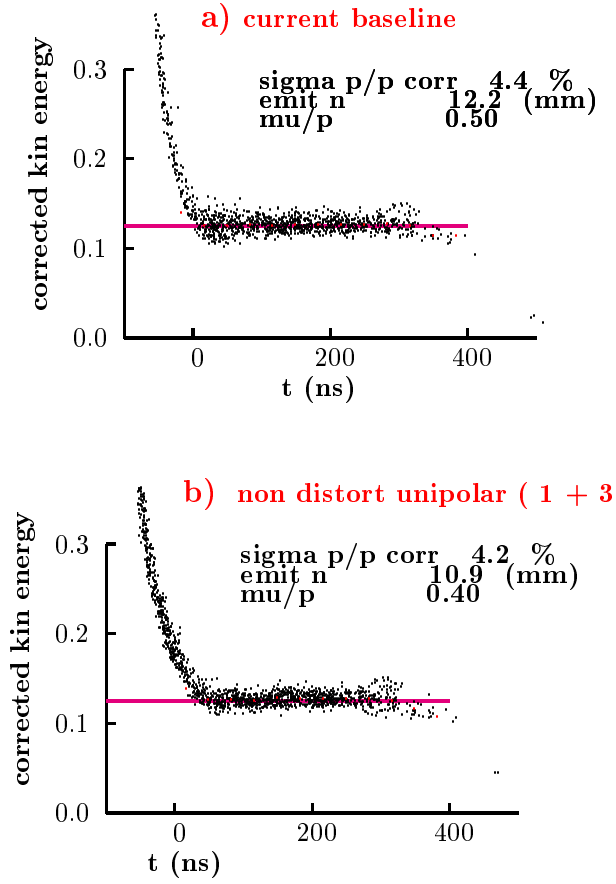 a) current baseline
sigma p/p corr 4.4 %
emit n 12.2 (mm)
mu/p 0.50
corrected kin energy
0.3
0.2
0.1
0.0
0 200 400
t (ns)
b) non distort unipolar ( 1 + 3
sigma p/p corr 4.2 %
emit n 10.9 (mm)
mu/p 0.40
corrected kin energy
0.3
0.2
0.1
0.0
0 200 400
t (ns)